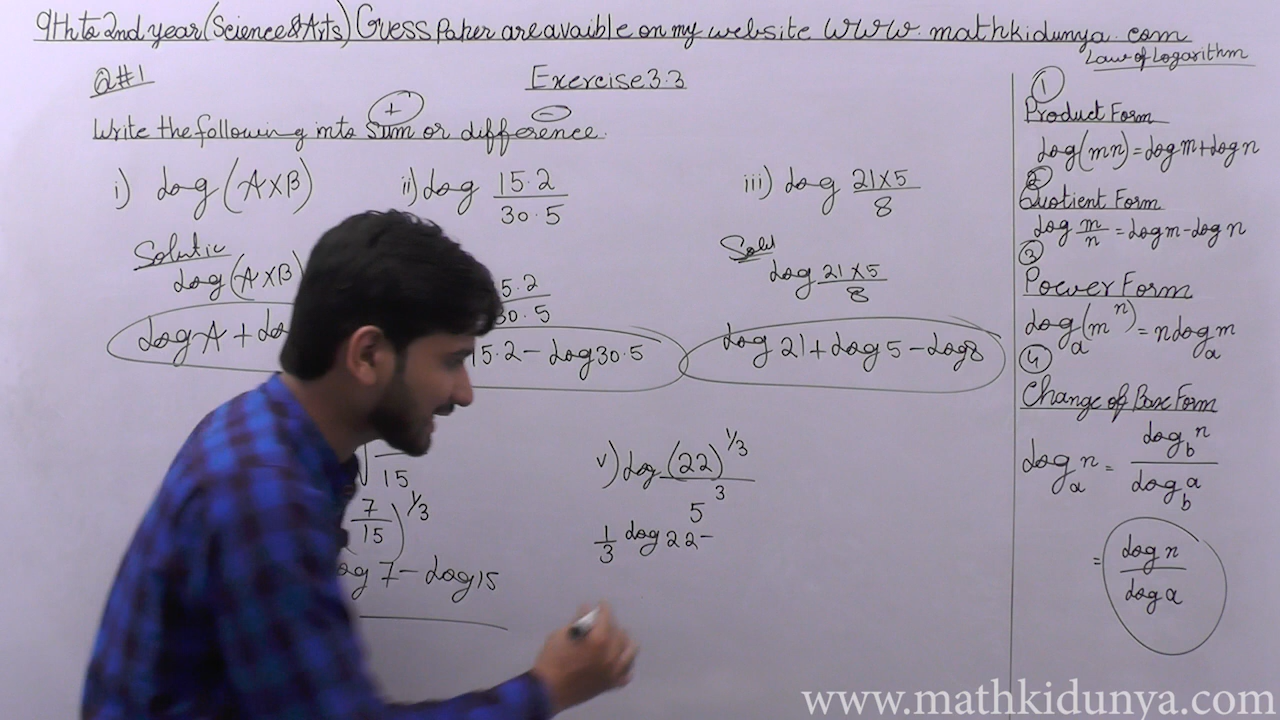 9th to 2nd year (Science & Arts) Guess Paper are avaible on my website WWW. mathkidunya. com
Q#1
Exercise 3.3
+ -
Write the following into Sum or difference.
i) Log (A×B)
ii) Log 15.2/30.5
iii) Log 21×5/8
Log (A×B)
5.2/30.5
Log 21×5/8
Log A +
15.2 - Log 30.5
Log 21 + Log 5 - Log 8
15
(7/15)^1/3
Log 7 - Log 15
v) Log (22)^1/3 / 5^3
1/3 Log 22 -
Law of Logarithm
1
Product Form
Log (mn) = Log m + Log n
2
Quotient Form
Log m/n = Log m - Log n
3
Power Form
Log_a (m^n) = n Log_a m
4
Change of Base Form
Log_a n = Log_b n / Log_b a
= Log n / Log a
www.mathkidunya.com